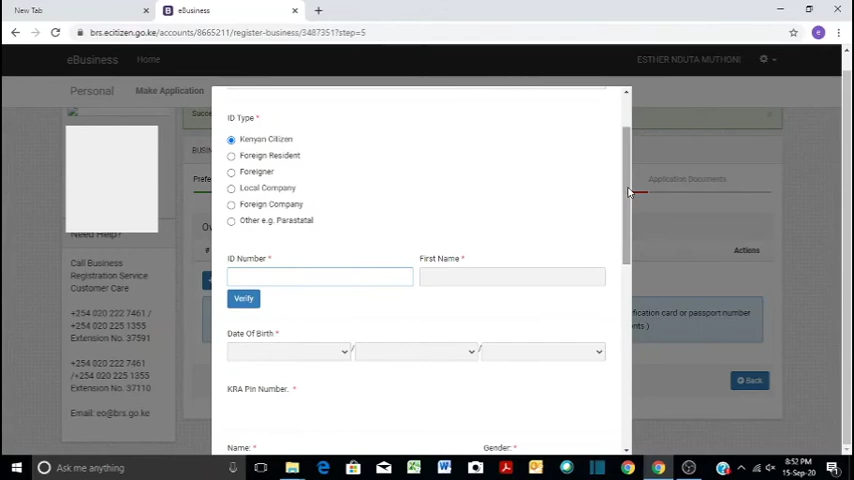 New Tab
eBusiness
brs.ecitizen.go.ke/accounts/8665211/register-business/3487351?step=5
eBusiness
Home
ESTHER NDUTA MUTHONI
Personal
Make Application
Succe
BUSIN
Prefe
Application Documents
Ow
#
Actions
ID Type *
Kenyan Citizen
Foreign Resident
Foreigner
Local Company
Foreign Company
Other e.g. Parastatal
Need Help?
Call Business
Registration Service
Customer Care
+254 020 222 7461 /
+254 020 225 1355
Extension No. 37591
+254 020 222 7461
/+254 020 225 1355
Extension No. 37110
Email: eo@brs.go.ke
ID Number *
First Name *
Verify
ification card or passport number
nts )
Date Of Birth *
/
/
KRA Pin Number. *
Back
Name: *
Gender: *
Ask me anything
8:52 PM
15-Sep-20